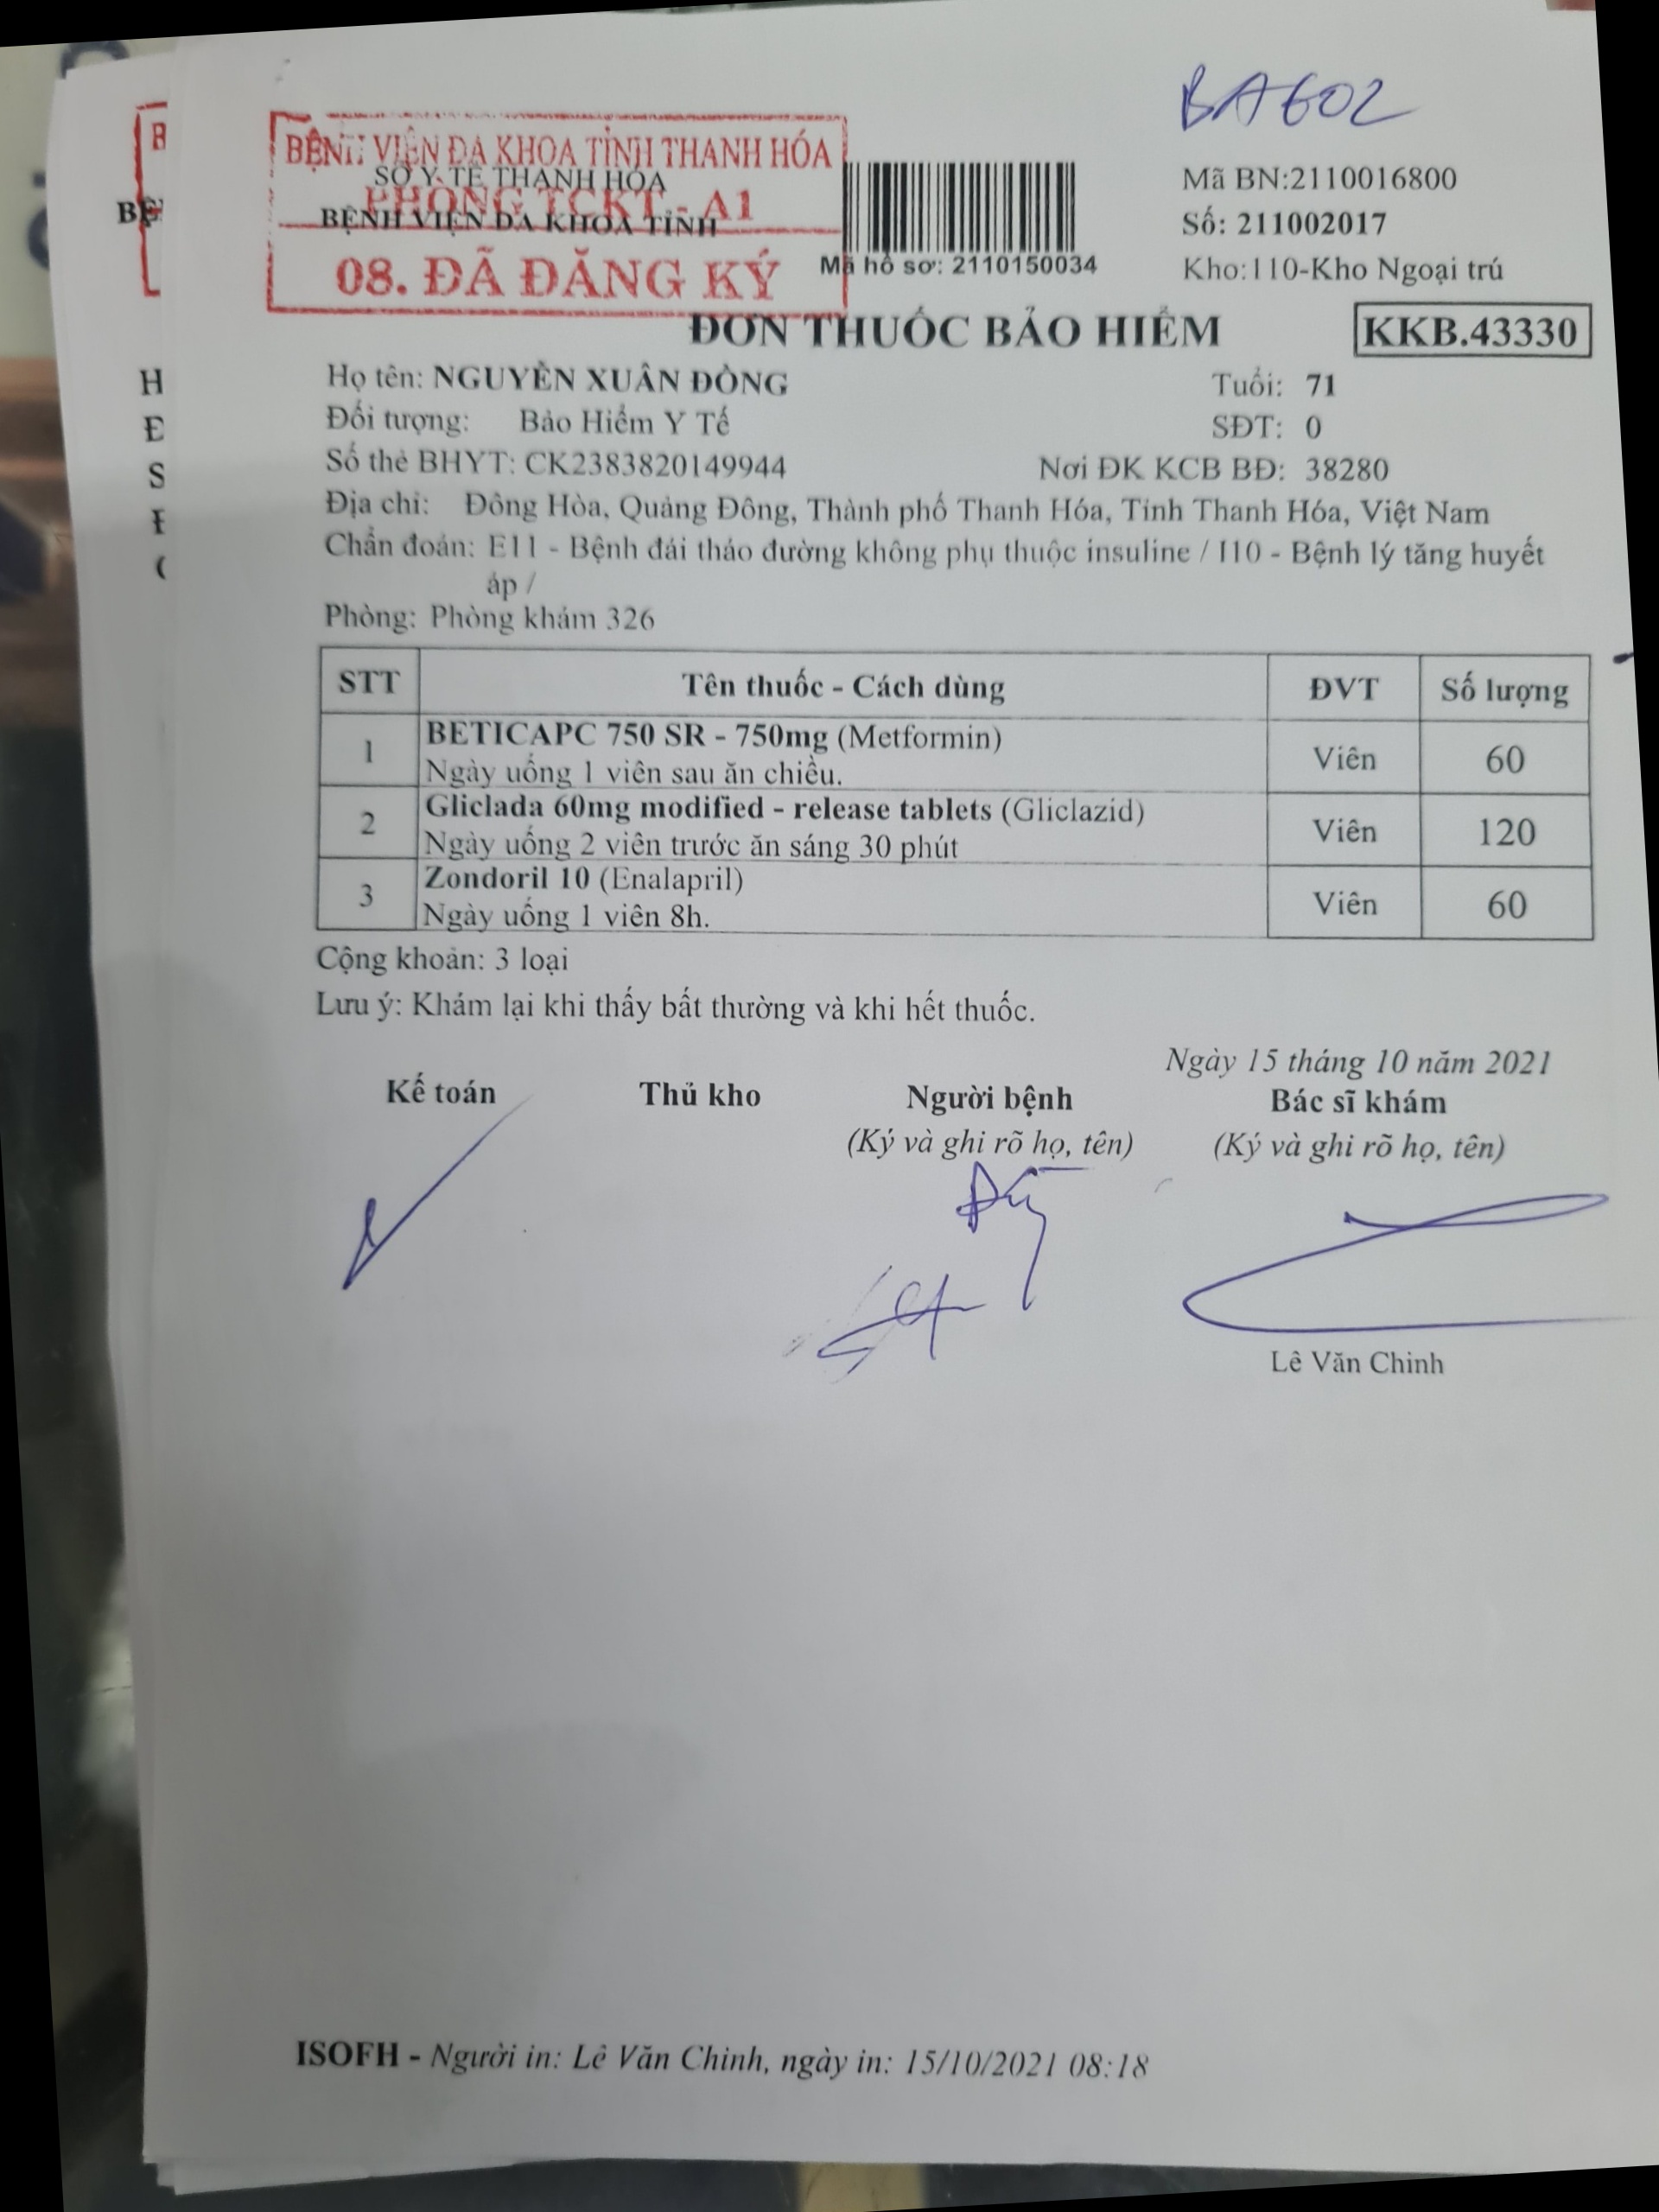 BA602
BỆNH VIỆN ĐA KHOA TỈNH THANH HÓA
SỞ Y TẾ THANH HÓA
PHÒNG TCKT - A1
BỆNH VIỆN ĐA KHOA TỈNH
08. ĐÃ ĐĂNG KÝ
Mã hồ sơ: 2110150034
Mã BN:2110016800
Số: 211002017
Kho:110-Kho Ngoại trú
ĐƠN THUỐC BẢO HIỂM
KKB.43330
Họ tên: NGUYỄN XUÂN ĐÒNG Tuổi: 71
Đối tượng: Bảo Hiểm Y Tế SĐT: 0
Số thẻ BHYT: CK2383820149944 Nơi ĐK KCB BĐ: 38280
Địa chỉ: Đông Hòa, Quảng Đông, Thành phố Thanh Hóa, Tỉnh Thanh Hóa, Việt Nam
Chẩn đoán: E11 - Bệnh đái tháo đường không phụ thuộc insuline / I10 - Bệnh lý tăng huyết
áp /
Phòng: Phòng khám 326
STT Tên thuốc - Cách dùng ĐVT Số lượng
1 BETICAPC 750 SR - 750mg (Metformin) Viên 60
Ngày uống 1 viên sau ăn chiều.
2 Gliclada 60mg modified - release tablets (Gliclazid) Viên 120
Ngày uống 2 viên trước ăn sáng 30 phút
3 Zondoril 10 (Enalapril) Viên 60
Ngày uống 1 viên 8h.
Cộng khoản: 3 loại
Lưu ý: Khám lại khi thấy bất thường và khi hết thuốc.
Ngày 15 tháng 10 năm 2021
Kế toán Thủ kho Người bệnh Bác sĩ khám
(Ký và ghi rõ họ, tên) (Ký và ghi rõ họ, tên)
Lê Văn Chinh
ISOFH - Người in: Lê Văn Chinh, ngày in: 15/10/2021 08:18